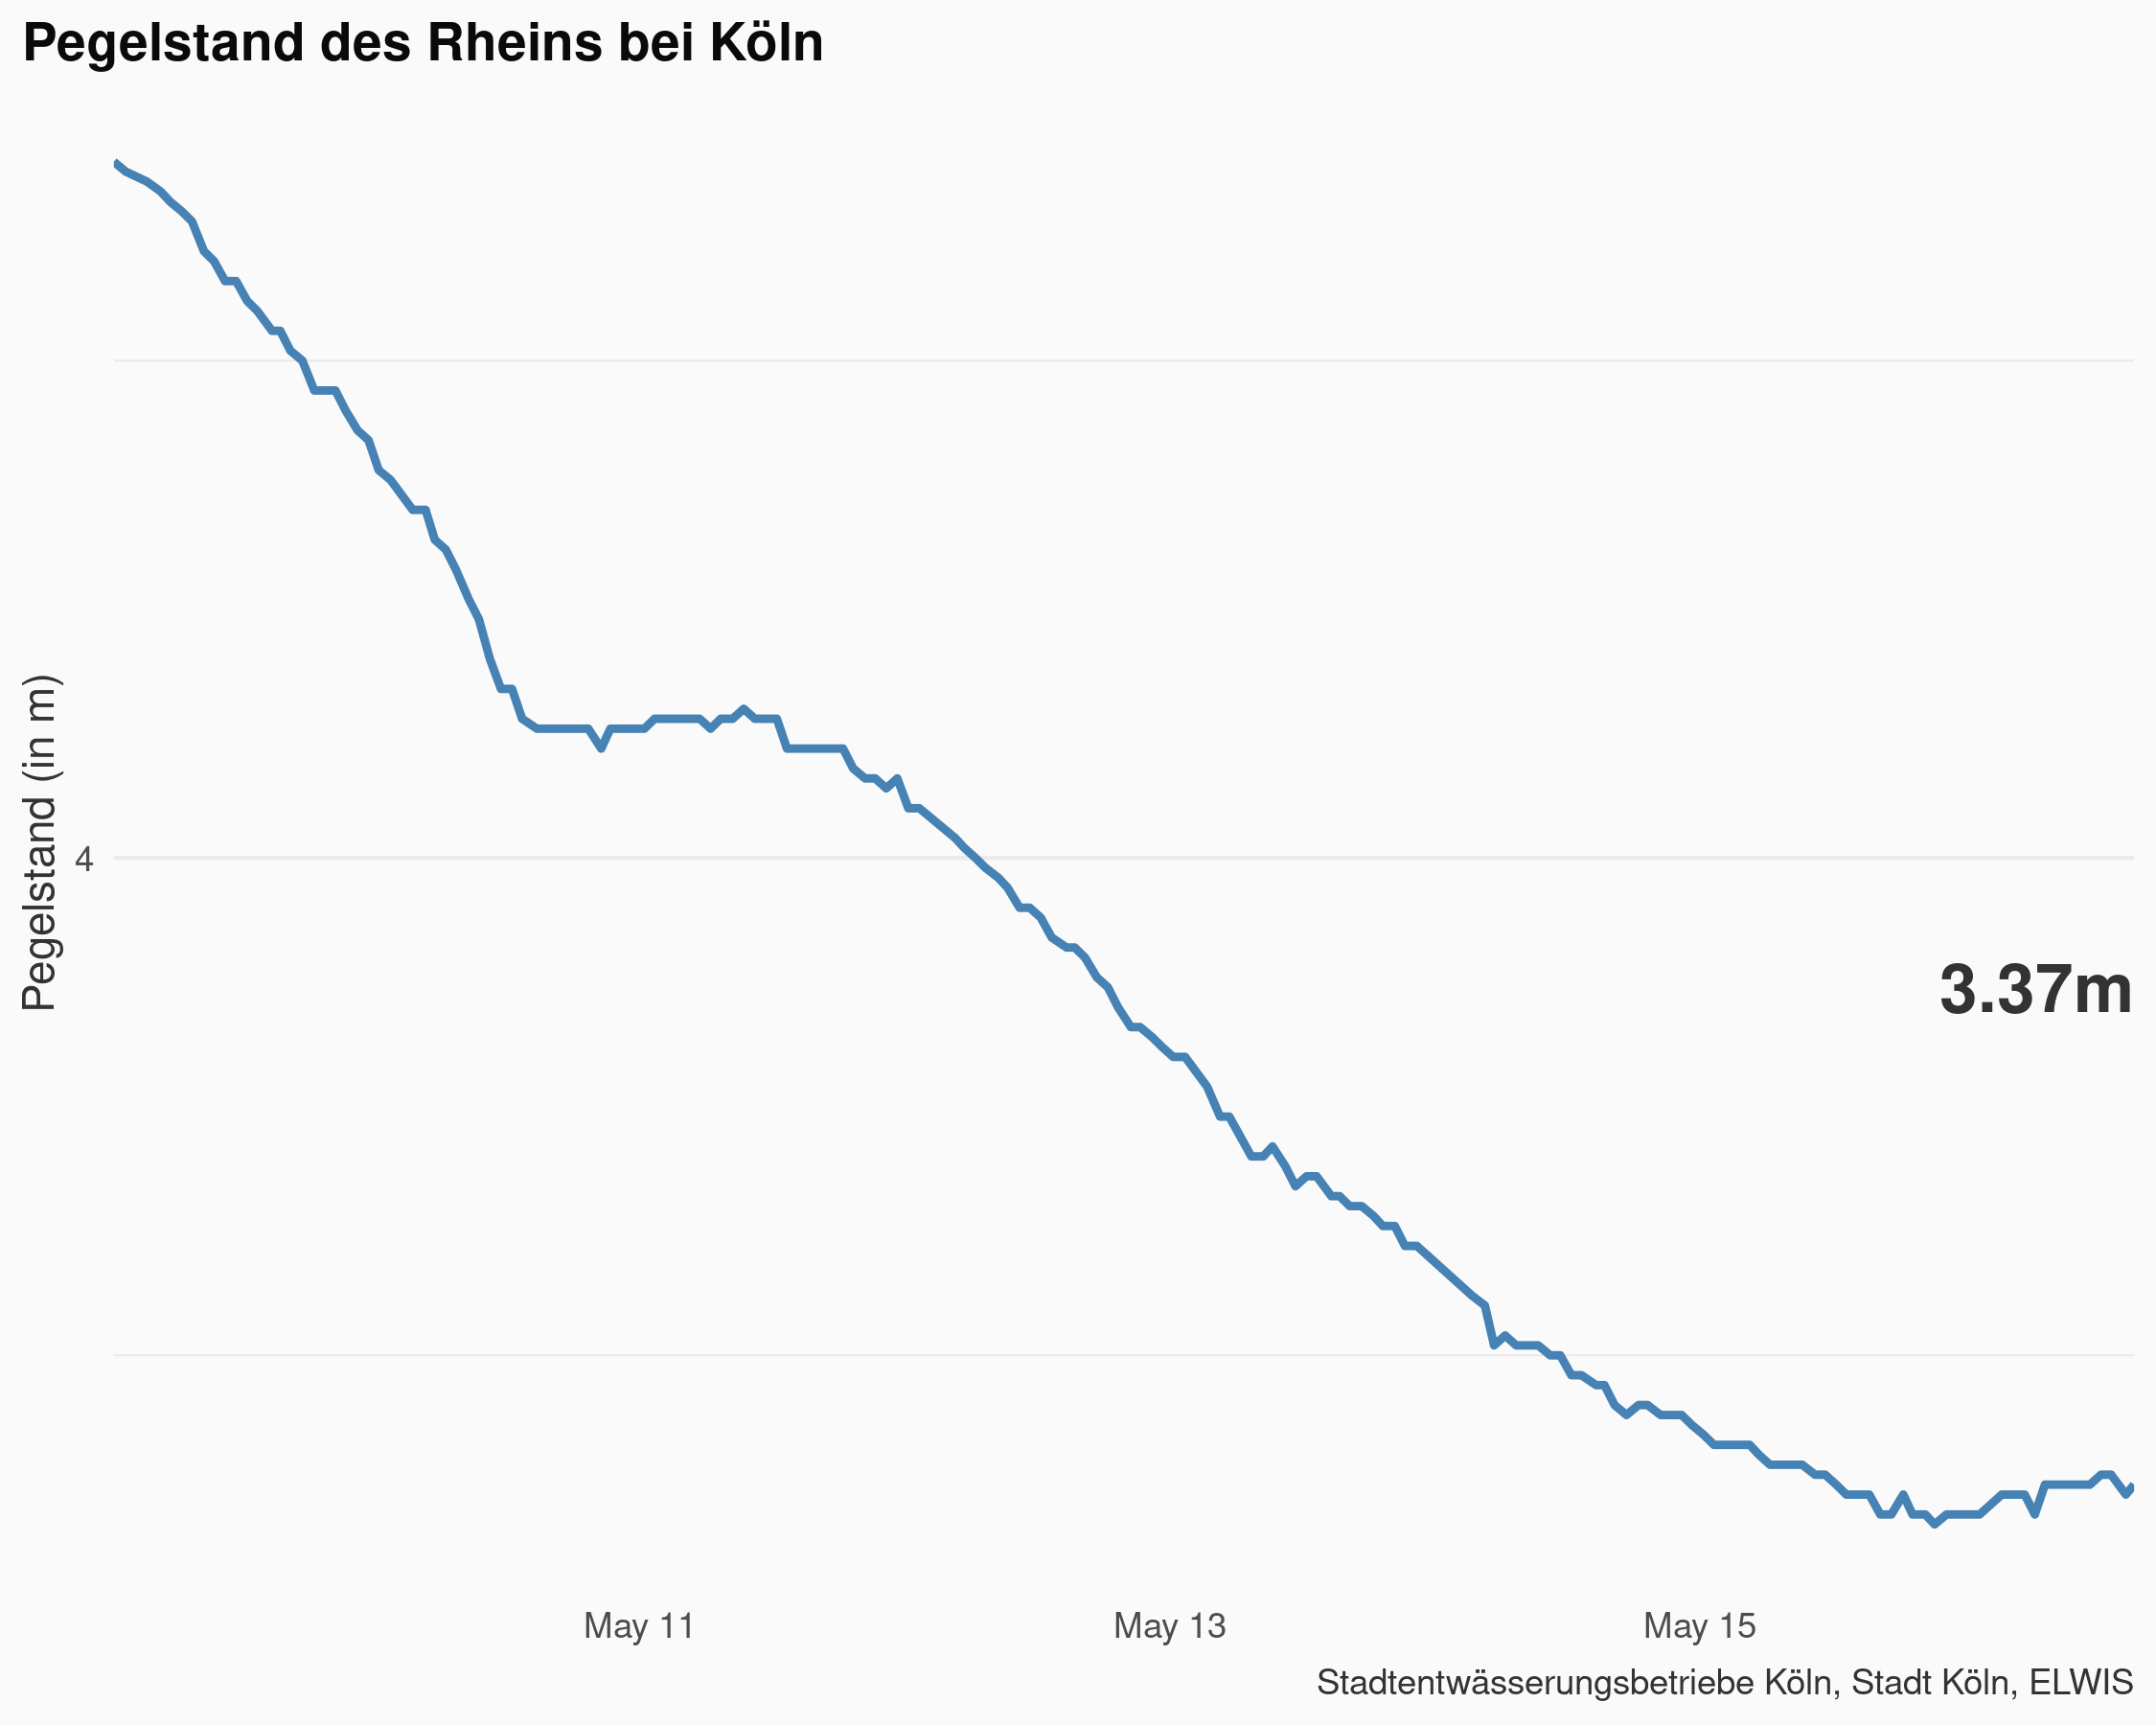 Pegelstand des Rheins bei Köln
Pegelstand (in m)
4
3.37m
May 11
May 13
May 15
Stadtentwässerungsbetriebe Köln, Stadt Köln, ELWIS